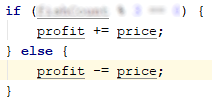 if (              ) {
    profit += price;
} else {
    profit -= price;
}